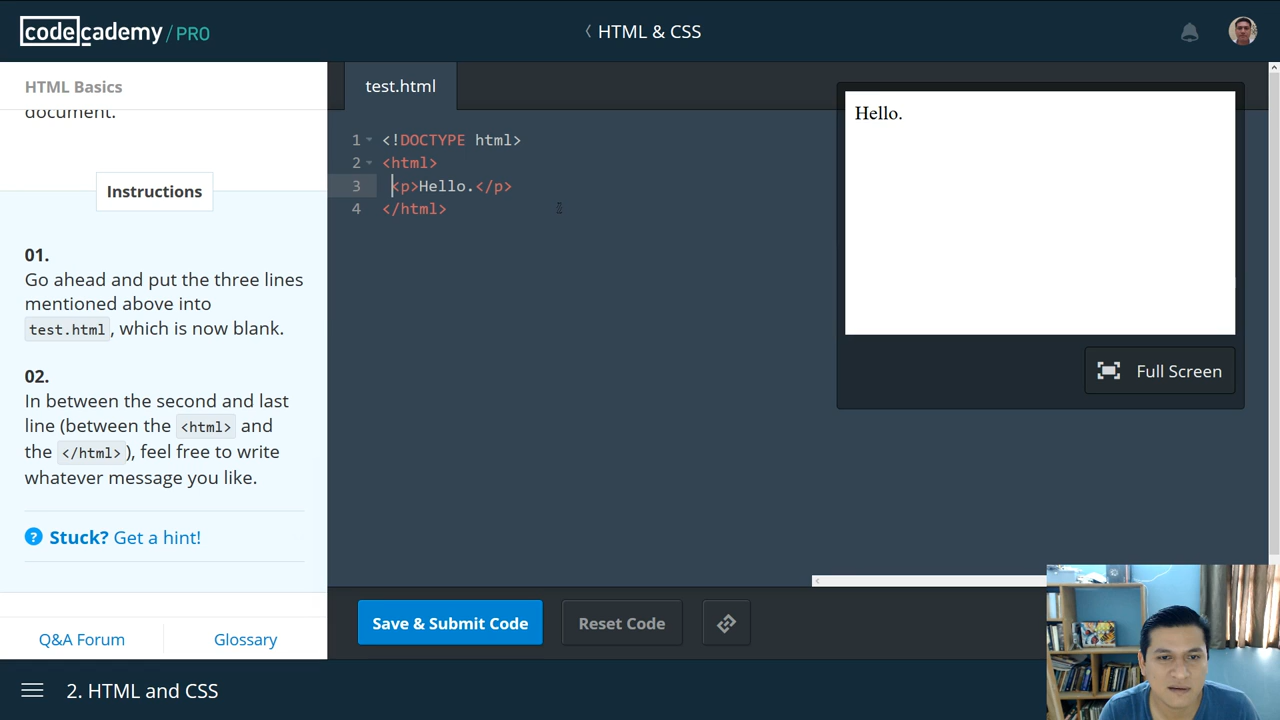 codecademy / PRO
〈 HTML & CSS
HTML Basics
document.
Instructions
01.
Go ahead and put the three lines
mentioned above into
test.html, which is now blank.
02.
In between the second and last
line (between the <html> and
the </html>), feel free to write
whatever message you like.
? Stuck? Get a hint!
Q&A Forum
Glossary
test.html
1 <!DOCTYPE html>
2 <html>
3 <p>Hello.</p>
4 </html>
Hello.
Full Screen
Save & Submit Code
Reset Code
2. HTML and CSS